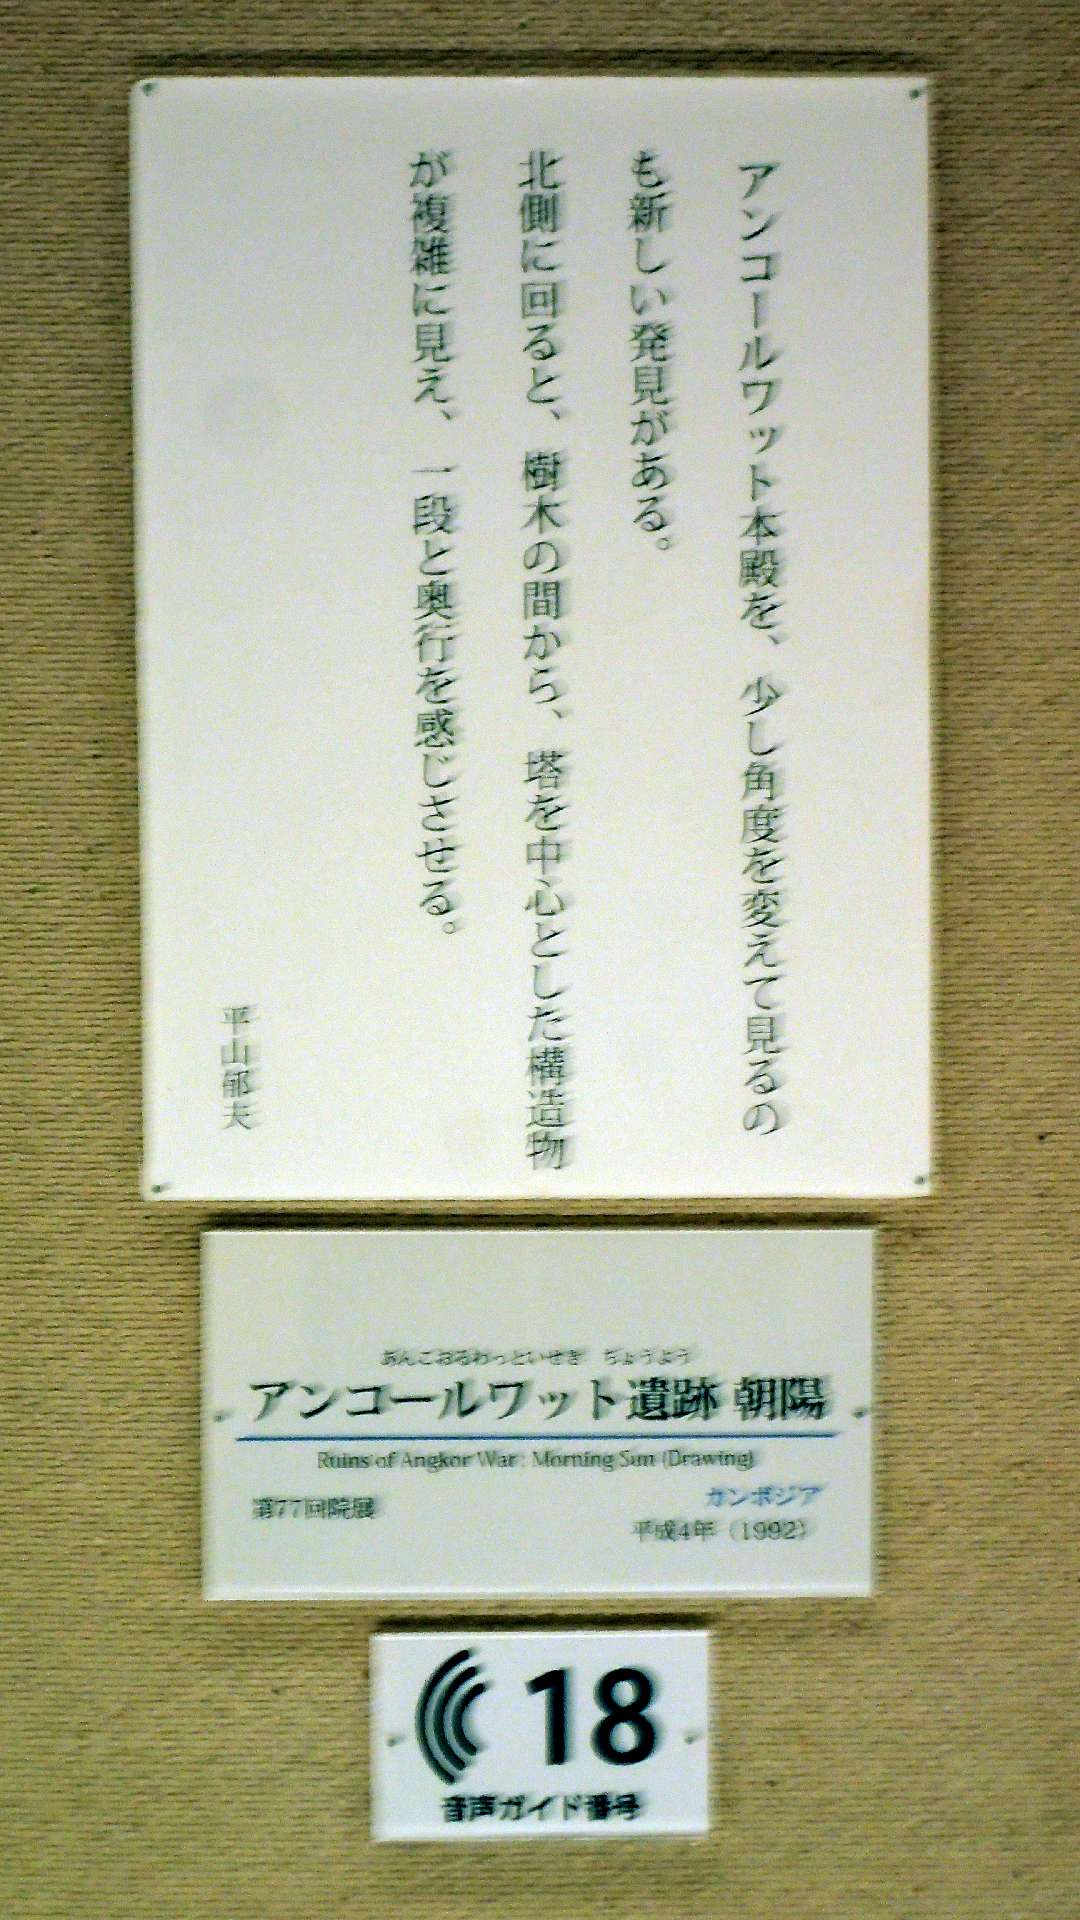 アンコールワット本殿を、少し角度を変えて見るの
も新しい発見がある。
北側に回ると、樹木の間から、塔を中心とした構造物
が複雑に見え、一段と奥行を感じさせる。
平山郁夫
あんこおるわっといせき ちょうよう
アンコールワット遺跡 朝陽
Ruins of Angkor War : Morning Sun (Drawing)
第77回院展
カンボジア
平成4年（1992）
18
音声ガイド番号